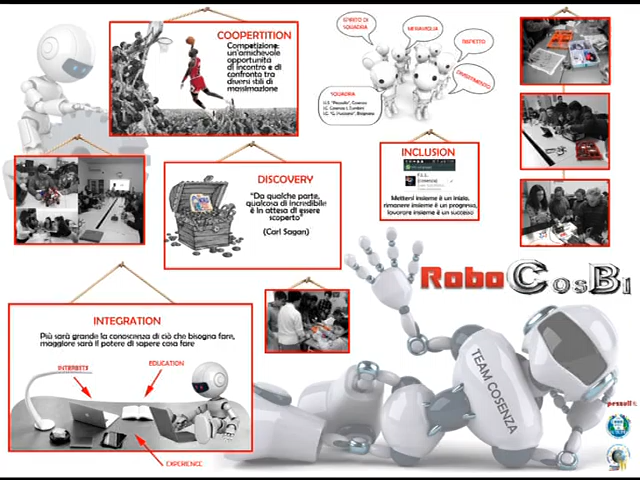 COOPERTITION
Competizione:
un'amichevole
opportunità
di incontro e di
confronto tra
diversi stili di
massimazione
SPIRITO DI
SQUADRA
MERAVIGLIA
RISPETTO
DIVERTIMENTO
SQUADRA
INCLUSION
Mettersi insieme è un inizio,
rimanere insieme è un progresso,
lavorare insieme è un successo
DISCOVERY
"Da qualche parte,
qualcosa di incredibile
è in attesa di essere
scoperto"
(Carl Sagan)
ROBO COSBI
INTEGRATION
Più sarà grande la conoscenza di ciò che bisogna fare,
maggiore sarà il potere di sapere cosa fare
INTERESTS
EDUCATION
EXPERIENCE
TEAM COSENZA